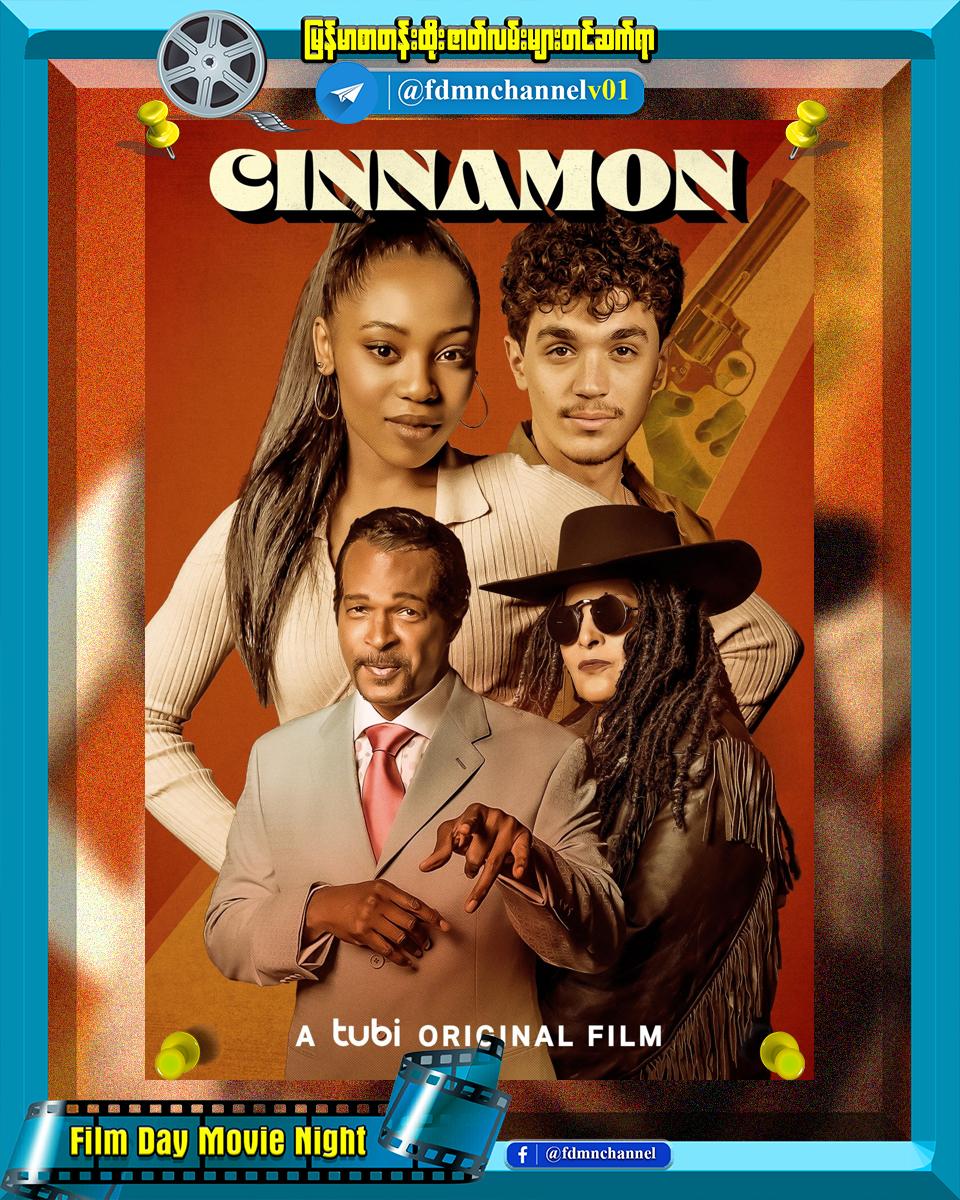 မြန်မာစာတန်းထိုးဇာတ်လမ်းများတင်ဆက်ရာ
@fdmnchannelv01
CINNAMON
A tubi ORIGINAL FILM
Film Day Movie Night
f @fdmnchannel